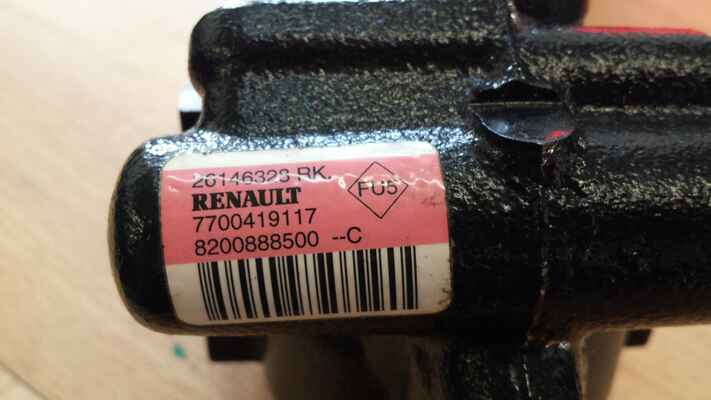 26146323 RK.
RENAULT
7700419117
8200888500 --C
FU5